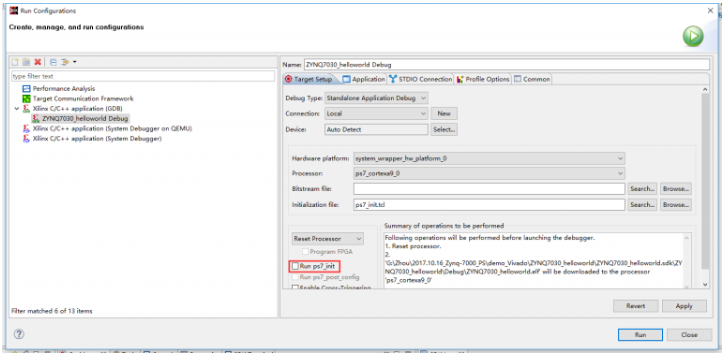 Run Configurations
Create, manage, and run configurations
type filter text
Performance Analysis
Target Communication Framework
Xilinx C/C++ application (GDB)
ZYNQ7030_helloworld Debug
Xilinx C/C++ application (System Debugger on QEMU)
Xilinx C/C++ application (System Debugger)
Filter matched 6 of 13 items
Name: ZYNQ7030_helloworld Debug
Target Setup Application STDIO Connection Profile Options Common
Debug Type: Standalone Application Debug
Connection: Local New
Device: Auto Detect Select...
Hardware platform: system_wrapper_hw_platform_0
Processor: ps7_cortexa9_0
Bitstream file: Search... Browse...
Initialization file: ps7_init.tcl Search... Browse...
Reset Processor
Program FPGA
Run ps7_init
Run ps7_post_config
Enable Cross-Triggering
Summary of operations to be performed
Following operations will be performed before launching the debugger.
1. Reset processor.
2.
'G:\Zhou\2017.10.16_Zynq-7000_PS\demo_Vivado\ZYNQ7030_helloworld\ZYNQ7030_helloworld.sdk\ZY
NQ7030_helloworld\Debug\ZYNQ7030_helloworld.elf' will be downloaded to the processor
'ps7_cortexa9_0'
Revert Apply
Run Close